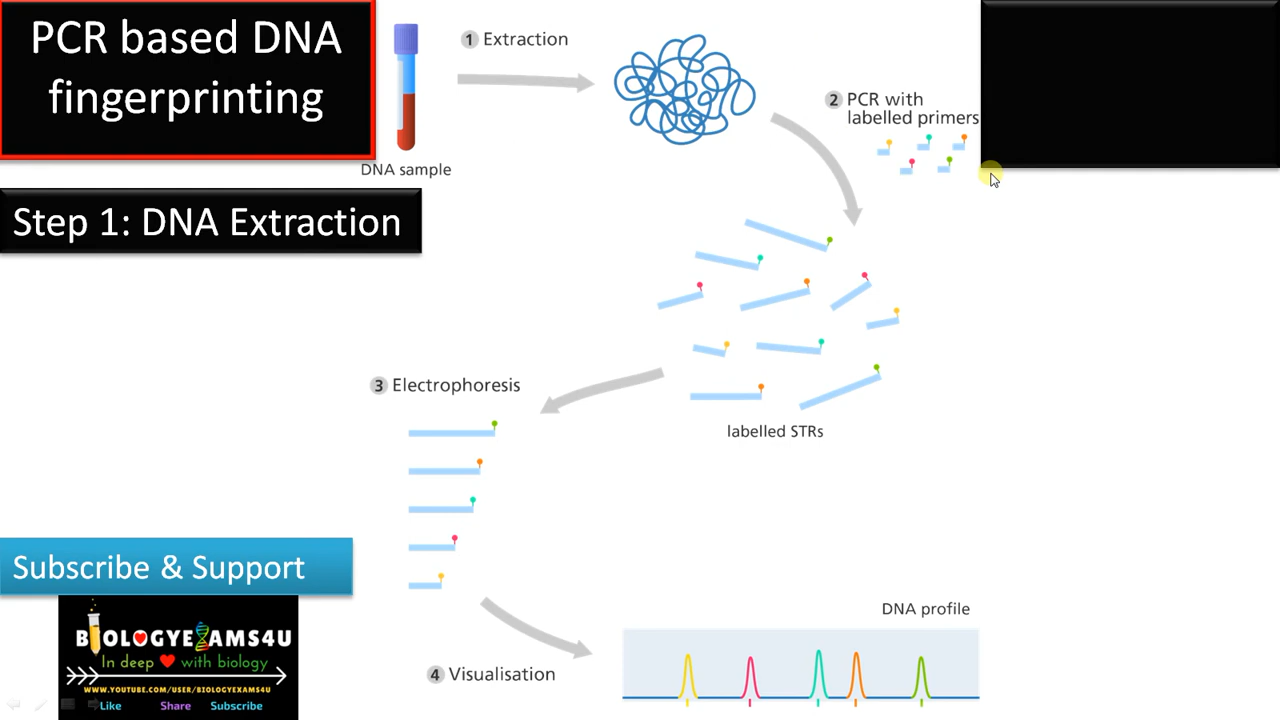 PCR based DNA
fingerprinting
1 Extraction
2 PCR with
labelled primers
DNA sample
Step 1: DNA Extraction
labelled STRs
3 Electrophoresis
Subscribe & Support
DNA profile
4 Visualisation
BIOLOGYEXAMS4U
In deep with biology
WWW.YOUTUBE.COM/USER/BIOLOGYEXAMS4U
Like Share Subscribe